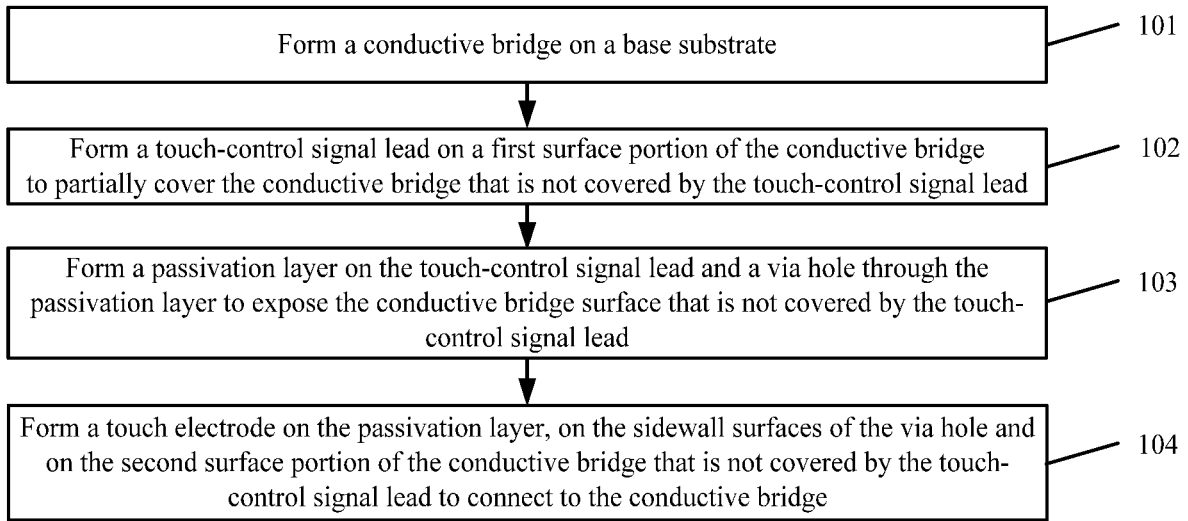 Form a conductive bridge on a base substrate
101
Form a touch-control signal lead on a first surface portion of the conductive bridge
to partially cover the conductive bridge that is not covered by the touch-control signal lead
102
Form a passivation layer on the touch-control signal lead and a via hole through the
passivation layer to expose the conductive bridge surface that is not covered by the touch-
control signal lead
103
Form a touch electrode on the passivation layer, on the sidewall surfaces of the via hole and
on the second surface portion of the conductive bridge that is not covered by the touch-
control signal lead to connect to the conductive bridge
104